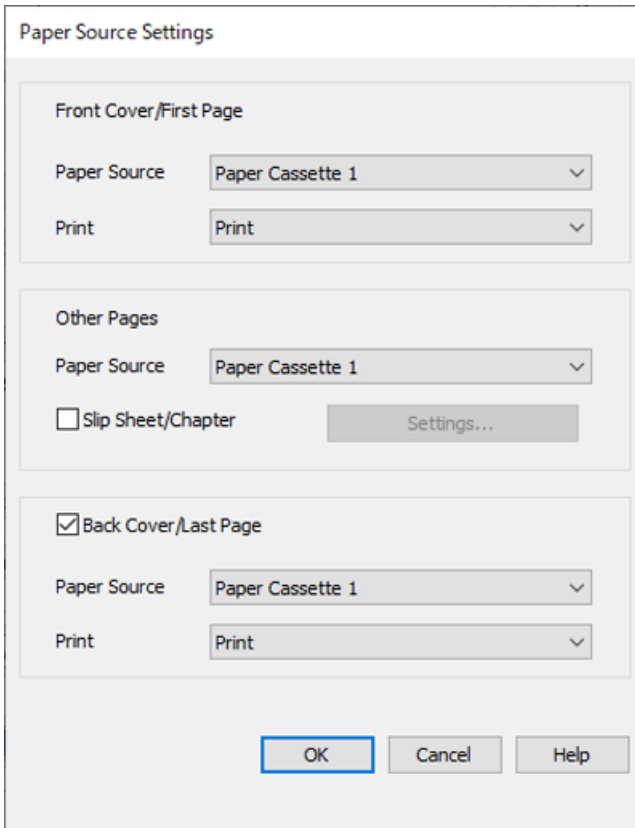 Paper Source Settings
Front Cover/First Page
Paper Source Paper Cassette 1
Print Print
Other Pages
Paper Source Paper Cassette 1
Slip Sheet/Chapter Settings...
Back Cover/Last Page
Paper Source Paper Cassette 1
Print Print
OK Cancel Help